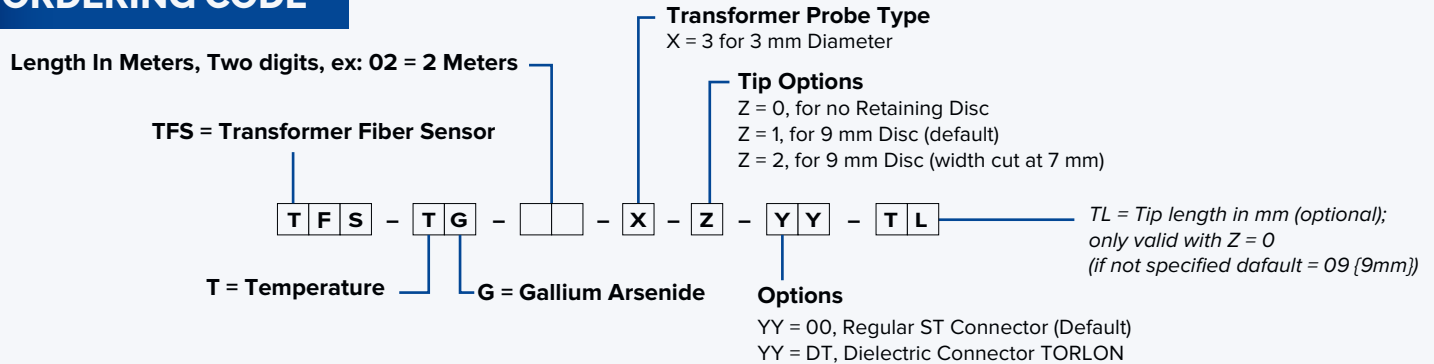 ORDERING CODE
Transformer Probe Type
X = 3 for 3 mm Diameter
Length In Meters, Two digits, ex: 02 = 2 Meters
Tip Options
Z = 0, for no Retaining Disc
Z = 1, for 9 mm Disc (default)
Z = 2, for 9 mm Disc (width cut at 7 mm)
TFS = Transformer Fiber Sensor
T F S – T G – – X – Z – Y Y – T L
TL = Tip length in mm (optional);
only valid with Z = 0
(if not specified dafault = 09 {9mm})
T = Temperature
G = Gallium Arsenide
Options
YY = 00, Regular ST Connector (Default)
YY = DT, Dielectric Connector TORLON